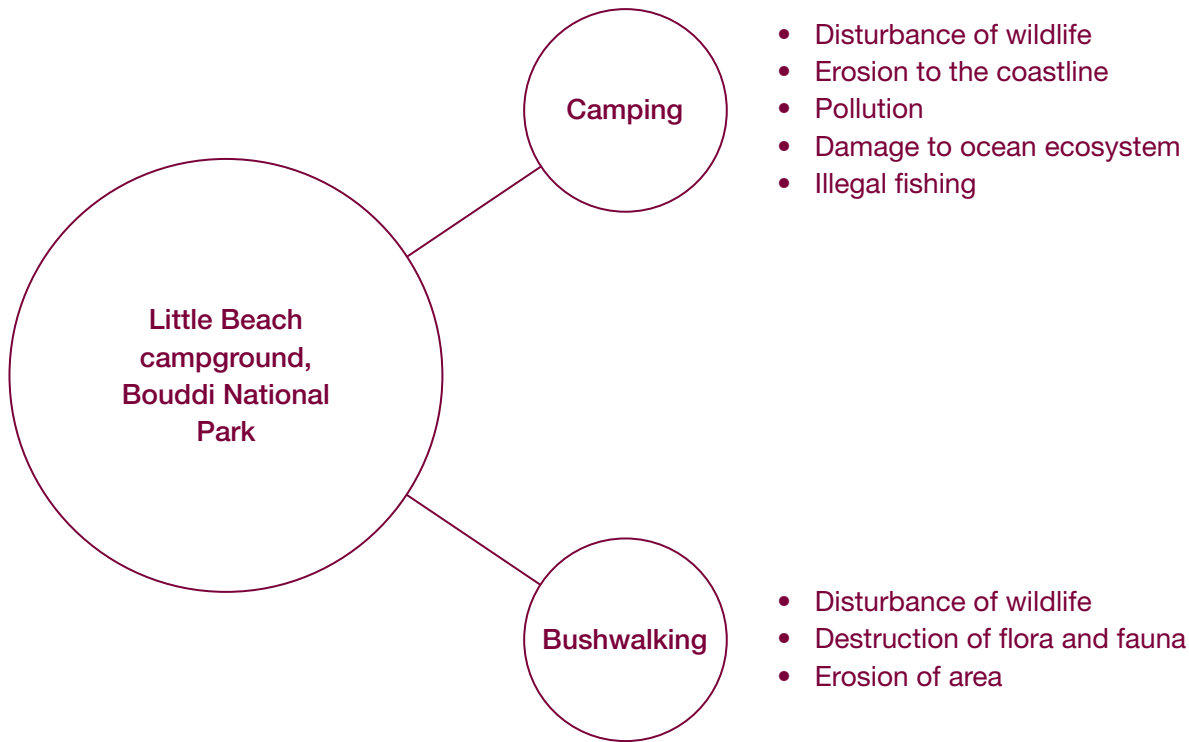 Camping
• Disturbance of wildlife
• Erosion to the coastline
• Pollution
• Damage to ocean ecosystem
• Illegal fishing
Little Beach
campground,
Bouddi National
Park
Bushwalking
• Disturbance of wildlife
• Destruction of flora and fauna
• Erosion of area